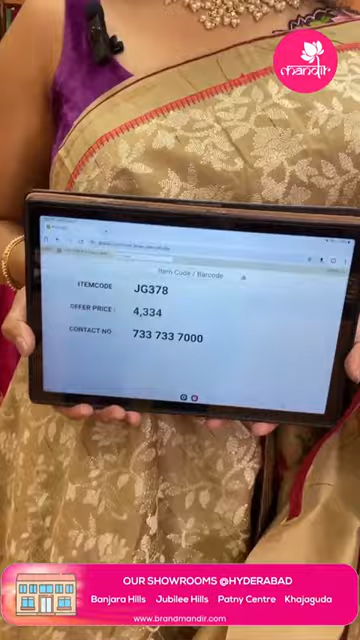 mandir
Item Code / Barcode
ITEMCODE JG378
OFFER PRICE : 4,334
CONTACT NO 733 733 7000
OUR SHOWROOMS @HYDERABAD
Banjara Hills Jubilee Hills Patny Centre Khajaguda
www.brandmandir.com